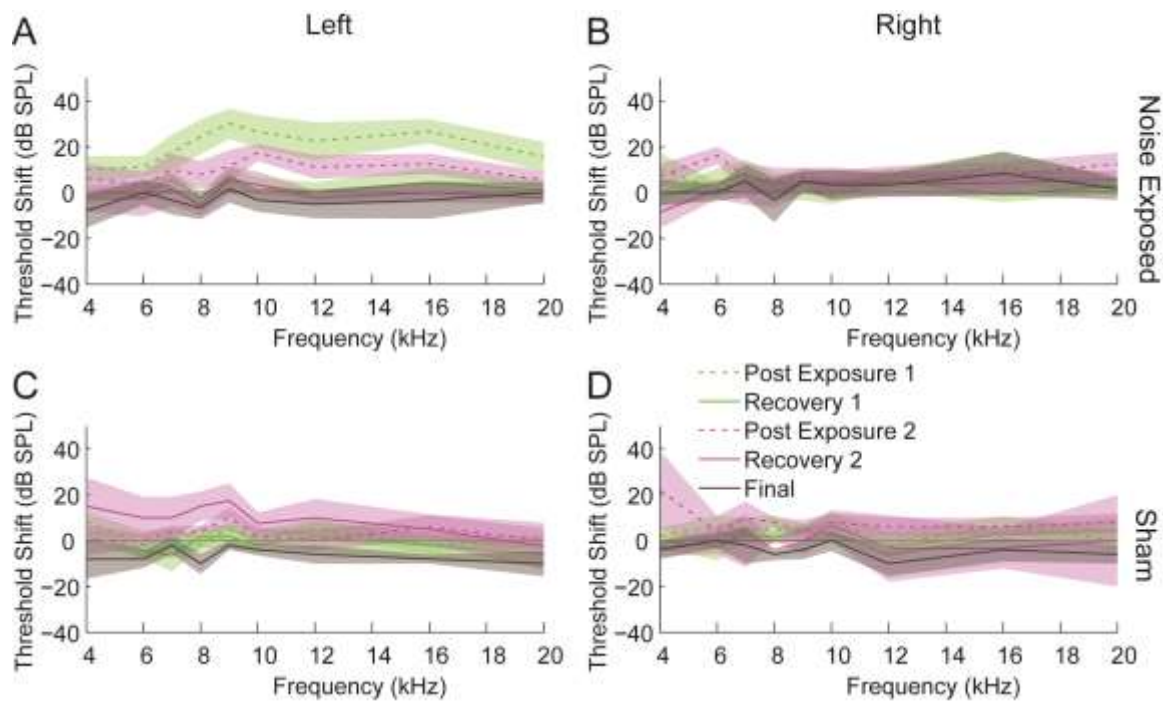 Left
Right
A
B
Threshold Shift (dB SPL)
40
20
0
−20
−40
4 6 8 10 12 14 16 18 20
Frequency (kHz)
Threshold Shift (dB SPL)
40
20
0
−20
−40
4 6 8 10 12 14 16 18 20
Frequency (kHz)
Noise Exposed
C
D
Threshold Shift (dB SPL)
40
20
0
−20
−40
4 6 8 10 12 14 16 18 20
Frequency (kHz)
Post Exposure 1
Recovery 1
Post Exposure 2
Recovery 2
Final
Threshold Shift (dB SPL)
40
20
0
−20
−40
4 6 8 10 12 14 16 18 20
Frequency (kHz)
Sham